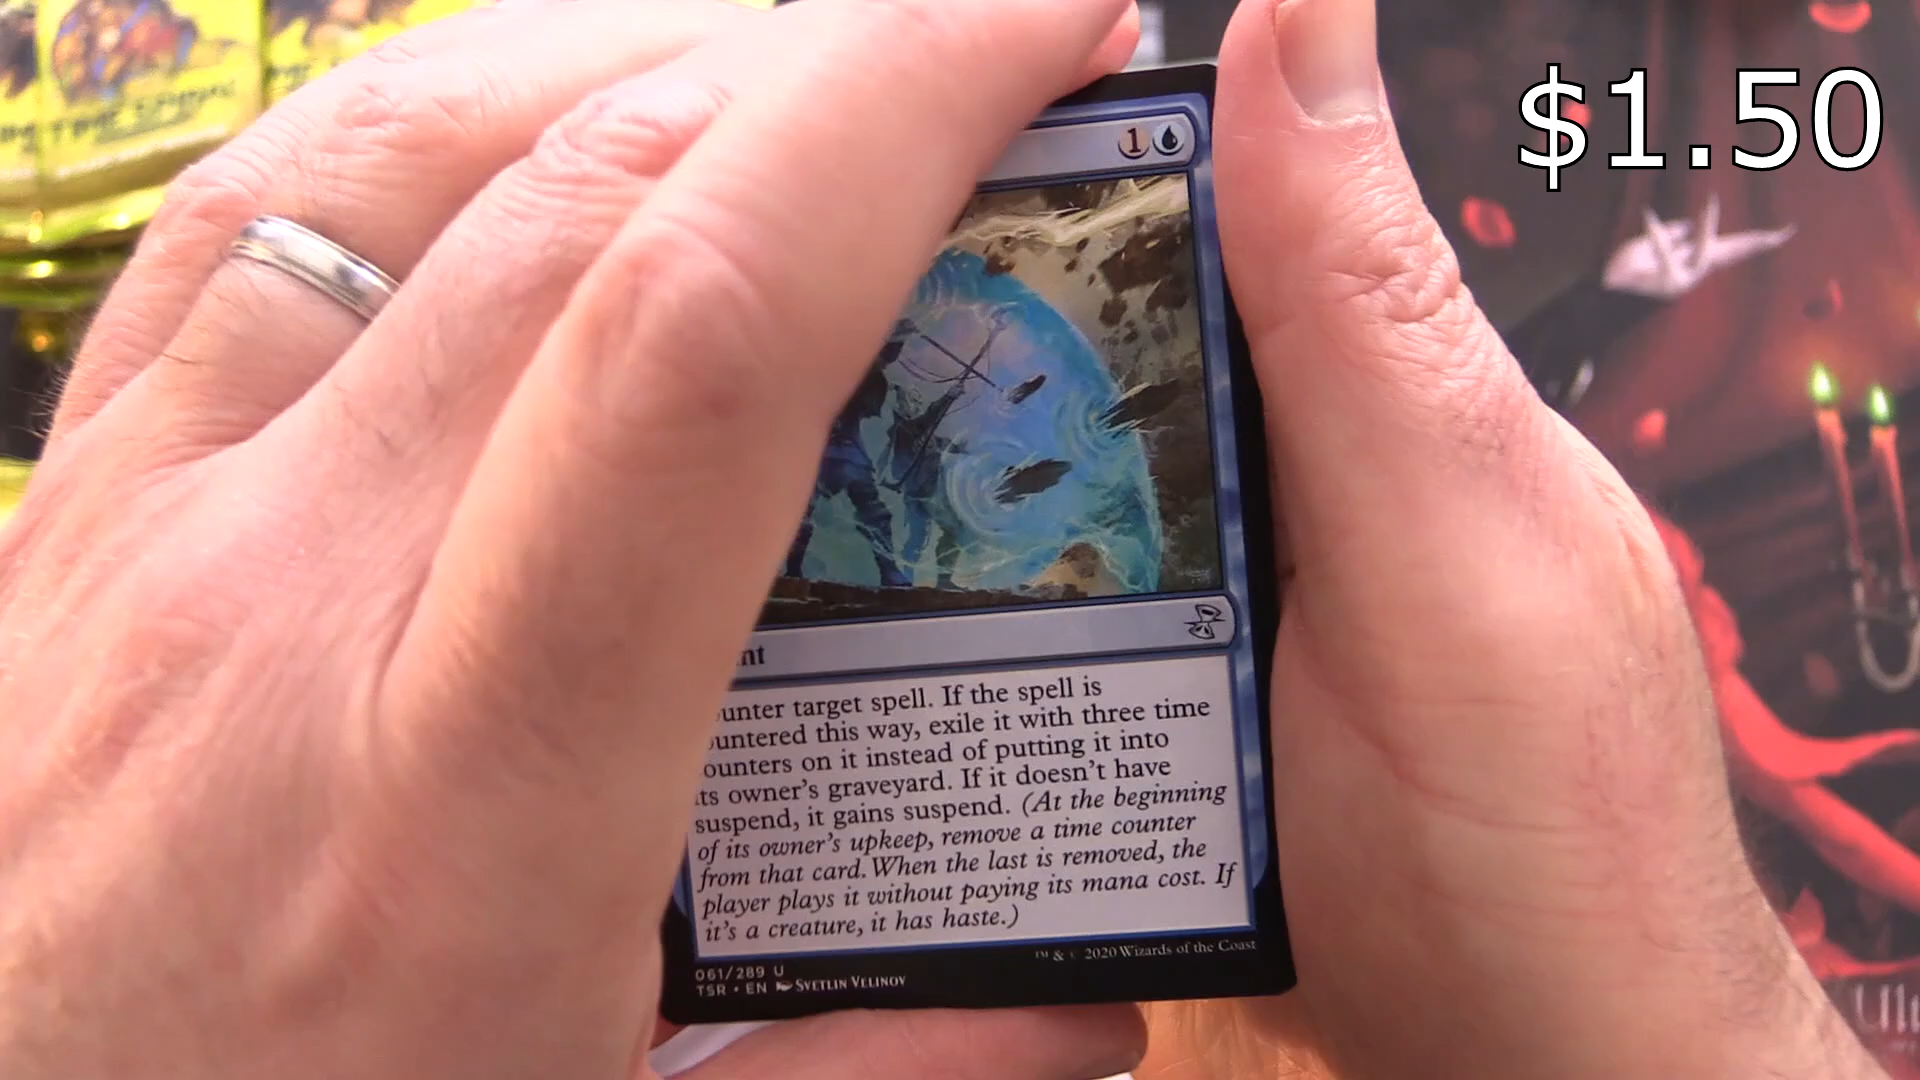 $1.50
TIME SPIRAL
1
nt
ounter target spell. If the spell is
ountered this way, exile it with three time
ounters on it instead of putting it into
ts owner's graveyard. If it doesn't have
suspend, it gains suspend. (At the beginning
of its owner's upkeep, remove a time counter
from that card. When the last is removed, the
player plays it without paying its mana cost. If
it's a creature, it has haste.)
061/289 U
TSR • EN SVETLIN VELINOV
™ & © 2020 Wizards of the Coast